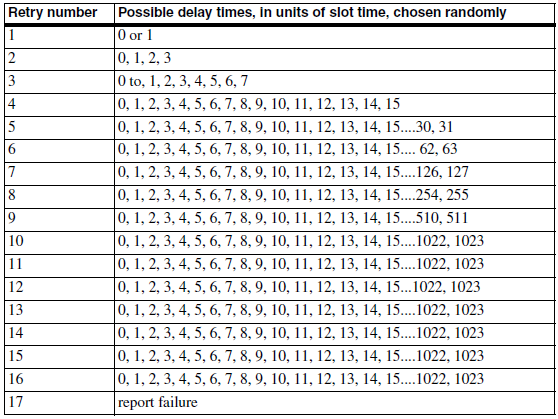 Retry number Possible delay times, in units of slot time, chosen randomly
1 0 or 1
2 0, 1, 2, 3
3 0 to, 1, 2, 3, 4, 5, 6, 7
4 0, 1, 2, 3, 4, 5, 6, 7, 8, 9, 10, 11, 12, 13, 14, 15
5 0, 1, 2, 3, 4, 5, 6, 7, 8, 9, 10, 11, 12, 13, 14, 15....30, 31
6 0, 1, 2, 3, 4, 5, 6, 7, 8, 9, 10, 11, 12, 13, 14, 15.... 62, 63
7 0, 1, 2, 3, 4, 5, 6, 7, 8, 9, 10, 11, 12, 13, 14, 15....126, 127
8 0, 1, 2, 3, 4, 5, 6, 7, 8, 9, 10, 11, 12, 13, 14, 15....254, 255
9 0, 1, 2, 3, 4, 5, 6, 7, 8, 9, 10, 11, 12, 13, 14, 15....510, 511
10 0, 1, 2, 3, 4, 5, 6, 7, 8, 9, 10, 11, 12, 13, 14, 15....1022, 1023
11 0, 1, 2, 3, 4, 5, 6, 7, 8, 9, 10, 11, 12, 13, 14, 15....1022, 1023
12 0, 1, 2, 3, 4, 5, 6, 7, 8, 9, 10, 11, 12, 13, 14, 15...1022, 1023
13 0, 1, 2, 3, 4, 5, 6, 7, 8, 9, 10, 11, 12, 13, 14, 15....1022, 1023
14 0, 1, 2, 3, 4, 5, 6, 7, 8, 9, 10, 11, 12, 13, 14, 15....1022, 1023
15 0, 1, 2, 3, 4, 5, 6, 7, 8, 9, 10, 11, 12, 13, 14, 15....1022, 1023
16 0, 1, 2, 3, 4, 5, 6, 7, 8, 9, 10, 11, 12, 13, 14, 15....1022, 1023
17 report failure